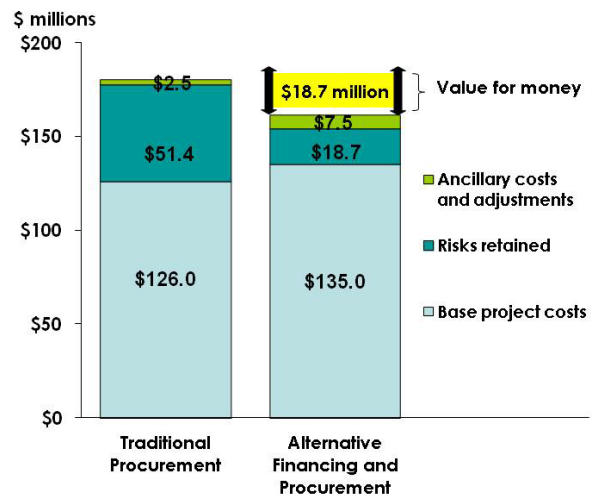 $ millions
$200
$150
$100
$50
$0
$2.5
$51.4
$126.0
$18.7 million
$7.5
$18.7
$135.0
Value for money
Ancillary costs
and adjustments
Risks retained
Base project costs
Traditional
Procurement
Alternative
Financing and
Procurement